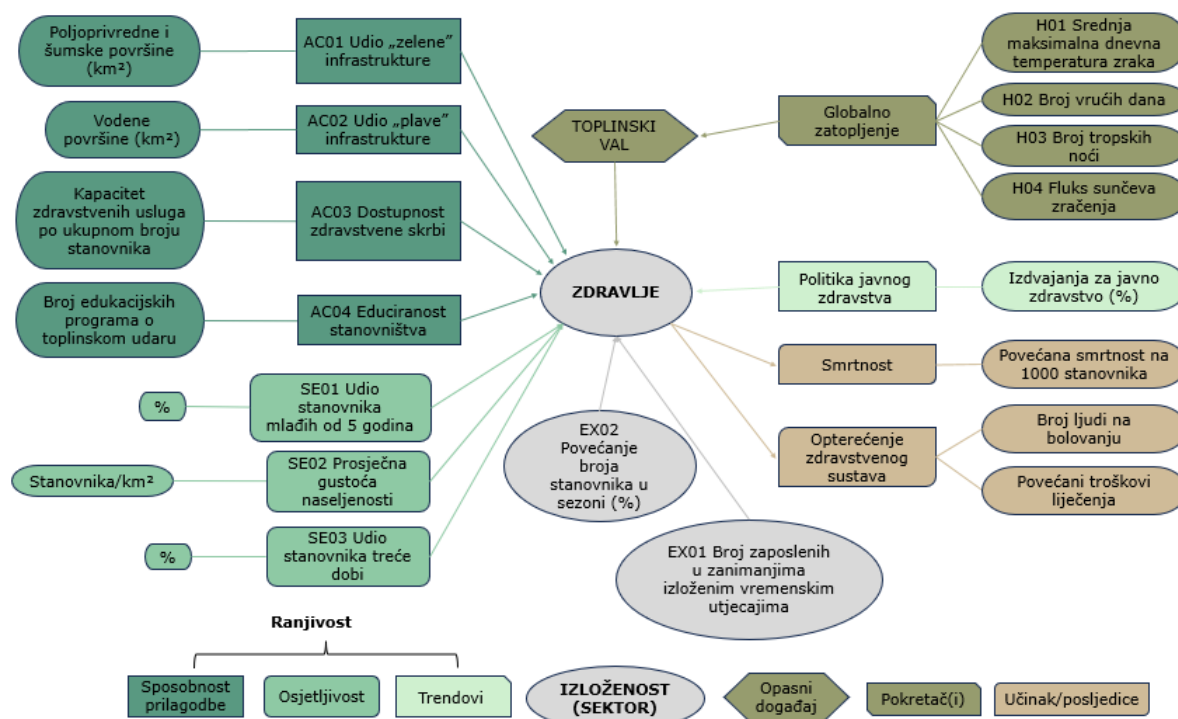 Poljoprivredne i
šumske površine
(km²)
AC01 Udio „zelene”
infrastrukture
Vodene
površine (km²)
AC02 Udio „plave”
infrastrukture
Kapacitet
zdravstvenih usluga
po ukupnom broju
stanovnika
AC03 Dostupnost
zdravstvene skrbi
Broj edukacijskih
programa o
toplinskom udaru
AC04 Educiranost
stanovništva
%
SE01 Udio
stanovnika
mlađih od 5 godina
Stanovnika/km²
SE02 Prosječna
gustoća
naseljenosti
%
SE03 Udio
stanovnika treće
dobi
TOPLINSKI
VAL
ZDRAVLJE
EX02
Povećanje
broja
stanovnika u
sezoni (%)
EX01 Broj zaposlenih
u zanimanjima
izloženim vremenskim
utjecajima
Globalno
zatopljenje
H01 Srednja
maksimalna dnevna
temperatura zraka
H02 Broj vrućih dana
H03 Broj tropskih
noći
H04 Fluks sunčeva
zračenja
Politika javnog
zdravstva
Izdvajanja za javno
zdravstvo (%)
Smrtnost
Povećana smrtnost na
1000 stanovnika
Opterećenje
zdravstvenog
sustava
Broj ljudi na
bolovanju
Povećani troškovi
liječenja
Ranjivost
Sposobnost
prilagodbe
Osjetljivost
Trendovi
IZLOŽENOST
(SEKTOR)
Opasni
događaj
Pokretač(i)
Učinak/posljedice